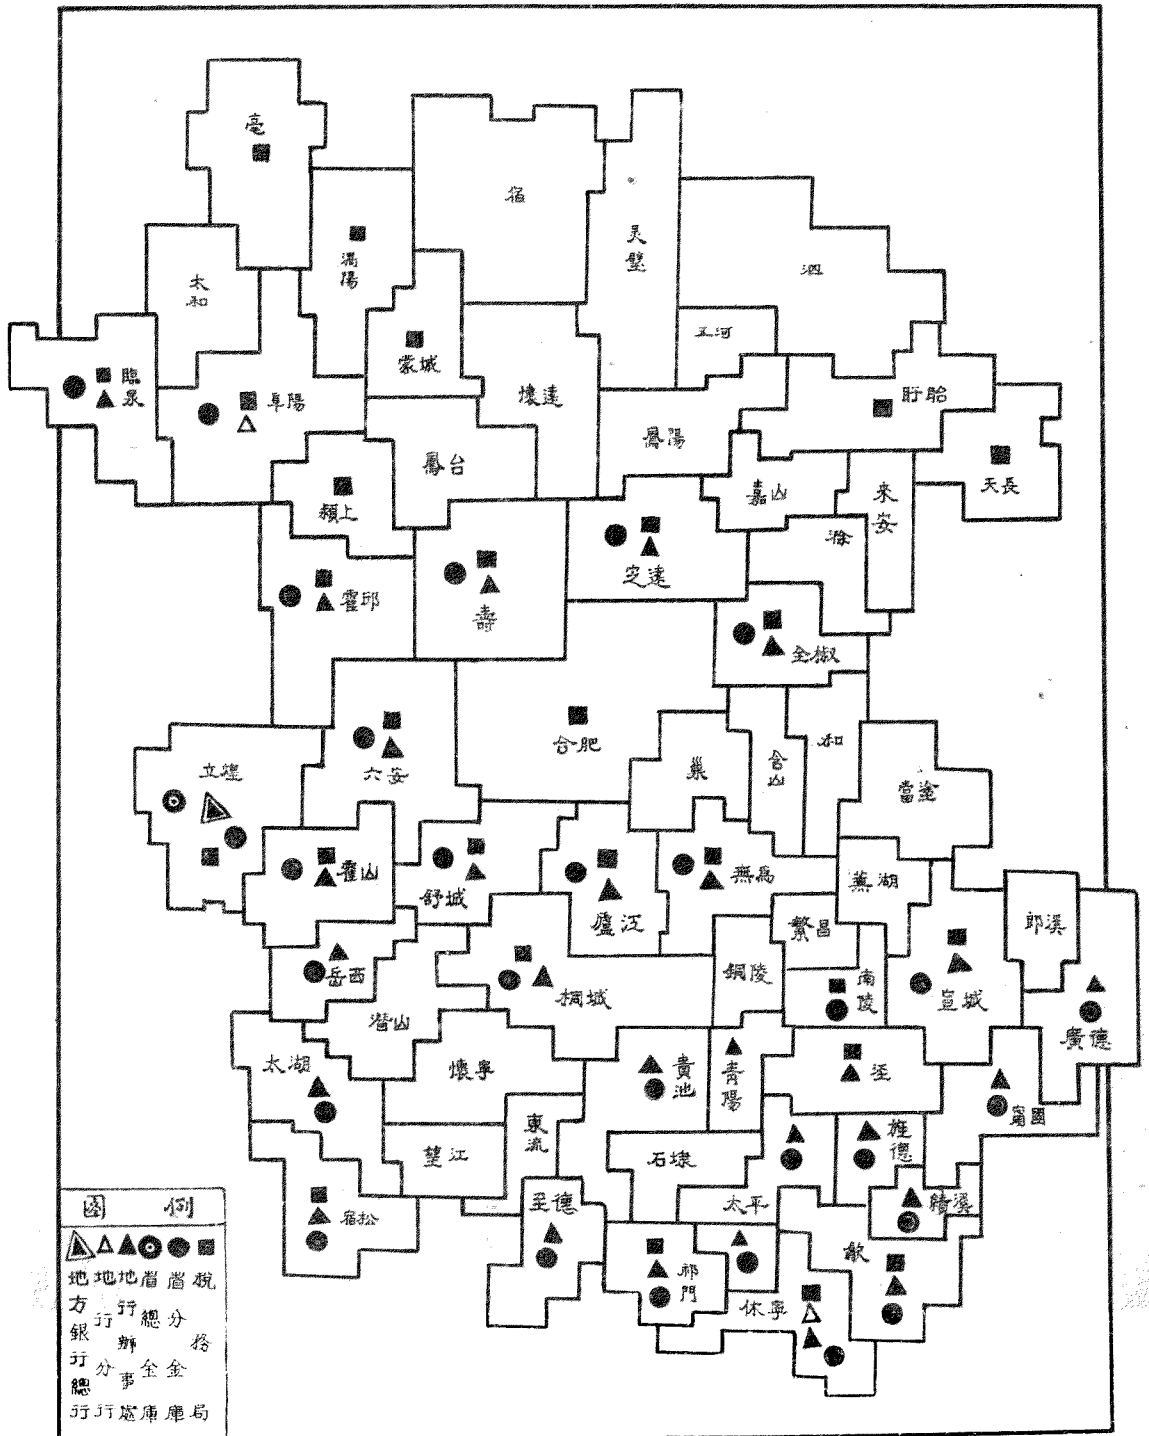 亳
宿
灵璧
渦陽
泗
太和
五河
蒙城
臨泉
懷遠
盱眙
阜陽
鳳陽
鳳台
天長
嘉山
來安
潁上
滁
定遠
霍邱
壽
全椒
合肥
和
立煌
六安
巢
含山
當塗
霍山
舒城
廬江
無為
蕪湖
郎溪
繁昌
岳西
桐城
銅陵
南陵
宣城
潛山
廣德
太湖
懷寧
貴池
青陽
涇
甯國
東流
旌德
望江
石埭
宿松
至德
太平
績溪
歙
祁門
休寧
圖例
地方銀行總行
地行分行
地行辦事處
省總金庫
省分金庫
稅務局